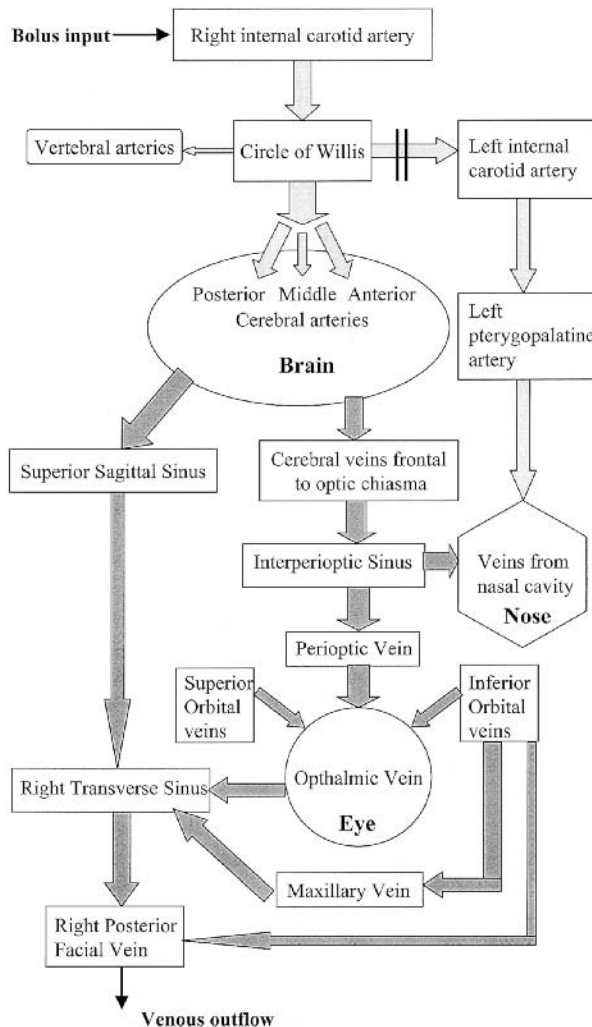 Bolus input
Right internal carotid artery
Vertebral arteries
Circle of Willis
Left internal
carotid artery
Posterior Middle Anterior
Cerebral arteries
Brain
Left
pterygopalatine
artery
Superior Sagittal Sinus
Cerebral veins frontal
to optic chiasma
Interperioptic Sinus
Veins from
nasal cavity
Nose
Perioptic Vein
Superior
Orbital
veins
Inferior
Orbital
veins
Right Transverse Sinus
Opthalmic Vein
Eye
Maxillary Vein
Right Posterior
Facial Vein
Venous outflow